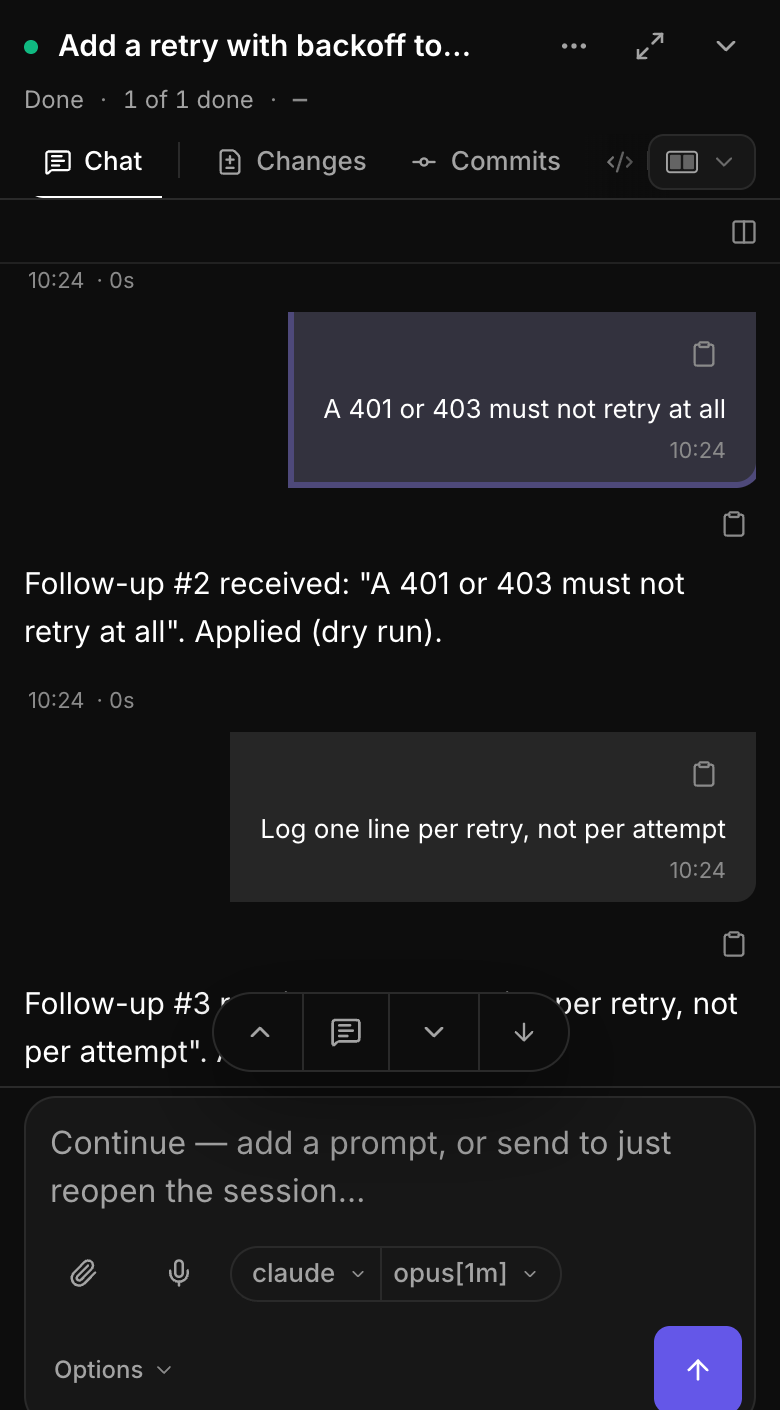 Add a retry with backoff to...
Done · 1 of 1 done · –
Chat
Changes
Commits
10:24 · 0s
A 401 or 403 must not retry at all
10:24
Follow-up #2 received: "A 401 or 403 must not
retry at all". Applied (dry run).
10:24 · 0s
Log one line per retry, not per attempt
10:24
Follow-up #3 per retry, not
per attempt".
Continue — add a prompt, or send to just
reopen the session...
claude
opus[1m]
Options